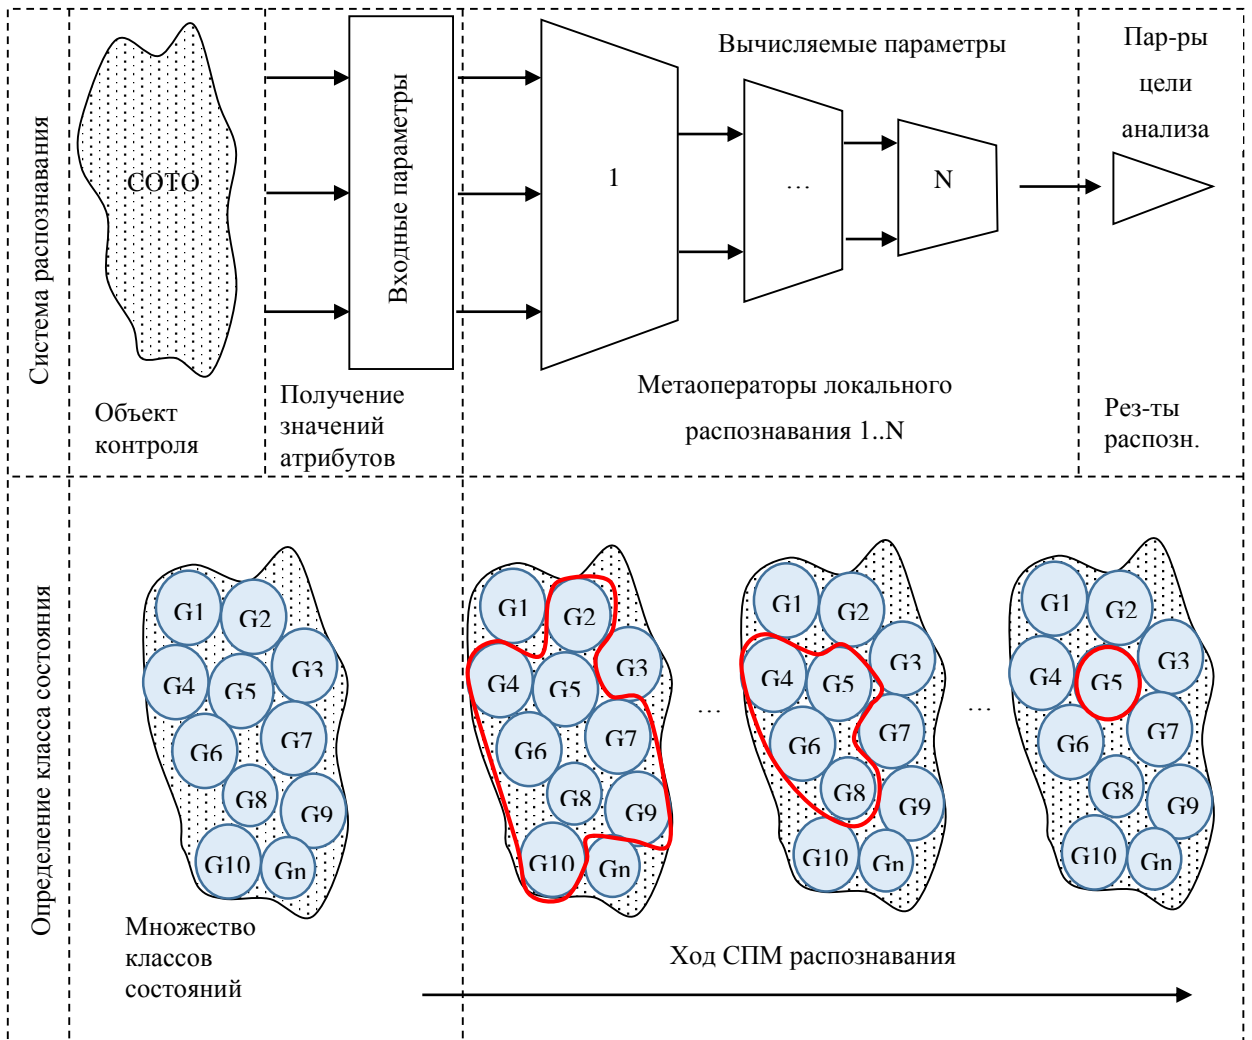 Система распознавания
СОТО
Объект
контроля
Входные параметры
Получение
значений
атрибутов
1
Вычисляемые параметры
...
N
Метаоператоры локального
распознавания 1..N
Пар-ры
цели
анализа
Рез-ты
распозн.
Определение класса состояния
G1
G2
G3
G4
G5
G6
G7
G8
G9
G10
Gn
Множество
классов
состояний
G1
G2
G3
G4
G5
G6
G7
G8
G9
G10
Gn
...
G1
G2
G3
G4
G5
G6
G7
G8
G9
G10
Gn
...
G1
G2
G3
G4
G5
G6
G7
G8
G9
G10
Gn
Ход СПМ распознавания